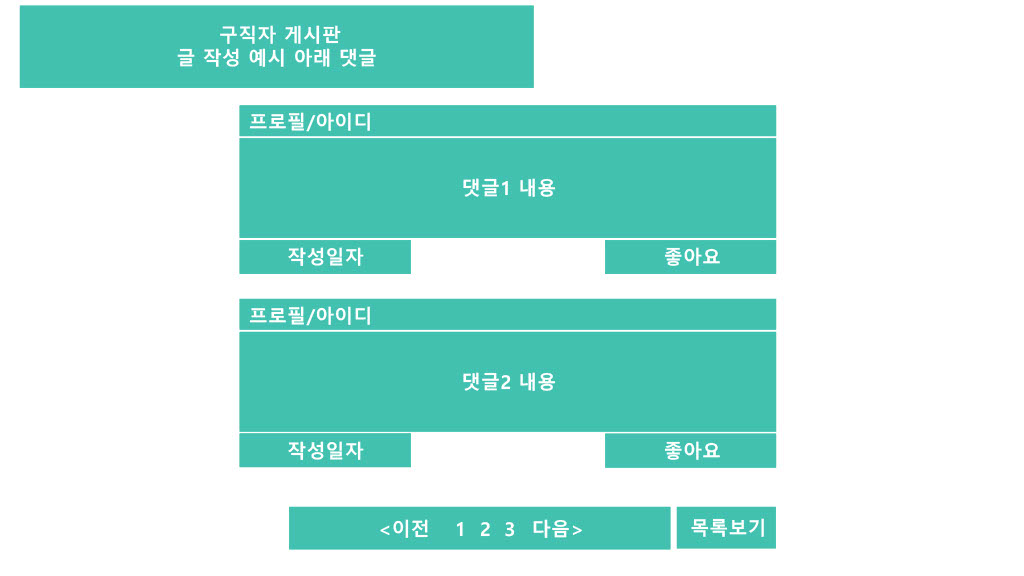 구직자 게시판
글 작성 예시 아래 댓글
프로필/아이디
댓글1 내용
작성일자 좋아요
프로필/아이디
댓글2 내용
작성일자 좋아요
<이전 1 2 3 다음> 목록보기